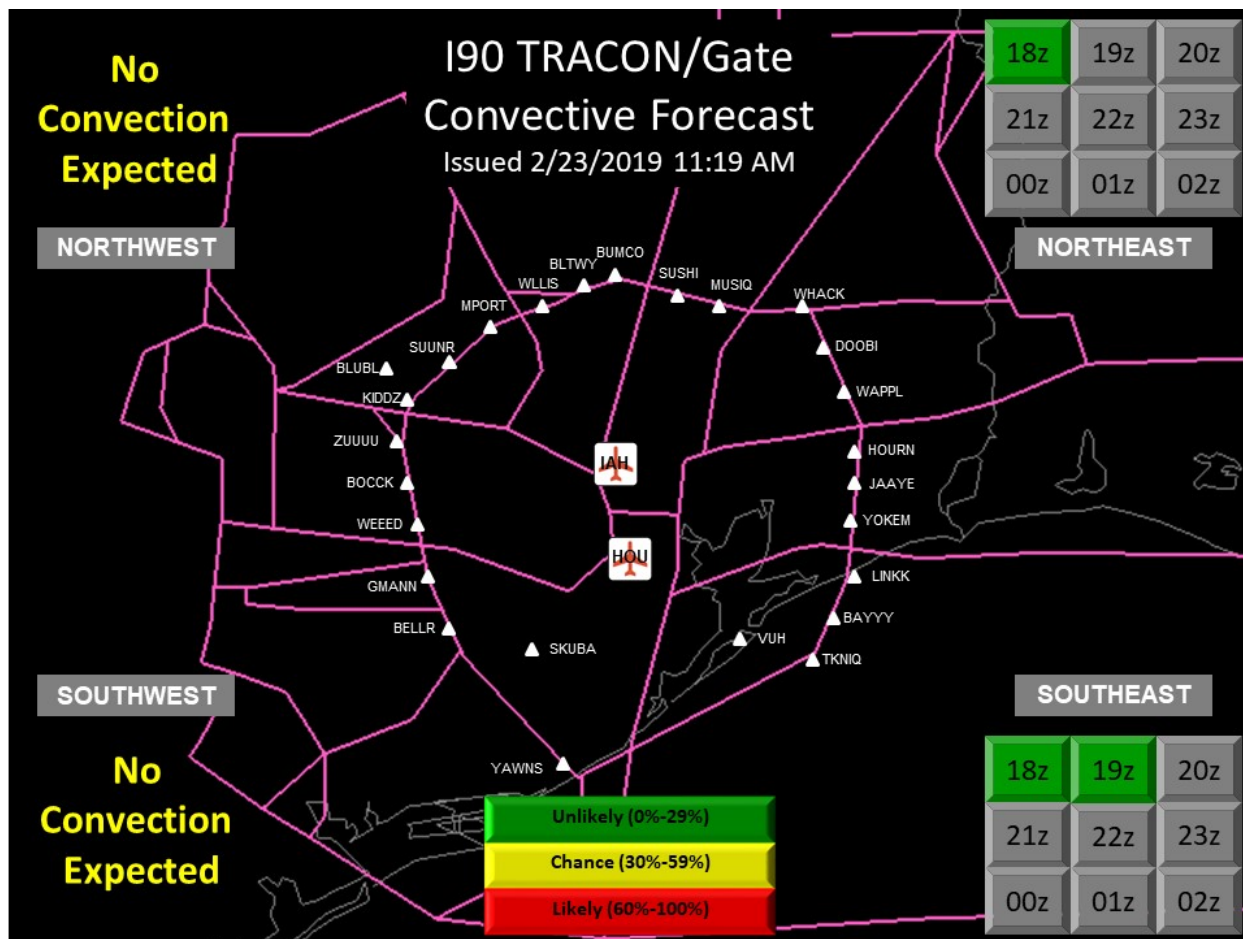 I90 TRACON/Gate
Convective Forecast
Issued 2/23/2019 11:19 AM
No
Convection
Expected
NORTHWEST
18z 19z 20z
21z 22z 23z
00z 01z 02z
NORTHEAST
BUMCO
BLTWY
SUSHI
WLLIS
MUSIQ
WHACK
MPORT
SUUNR
DOOBI
BLUBL
KIDDZ
WAPPL
ZUUUU
HOURN
IAH
BOCCK
JAAYE
WEEED
YOKEM
HOU
GMANN
LINKK
BAYYY
BELLR
VUH
SKUBA
TKNIQ
YAWNS
SOUTHWEST
No
Convection
Expected
SOUTHEAST
18z 19z 20z
21z 22z 23z
00z 01z 02z
Unlikely (0%-29%)
Chance (30%-59%)
Likely (60%-100%)